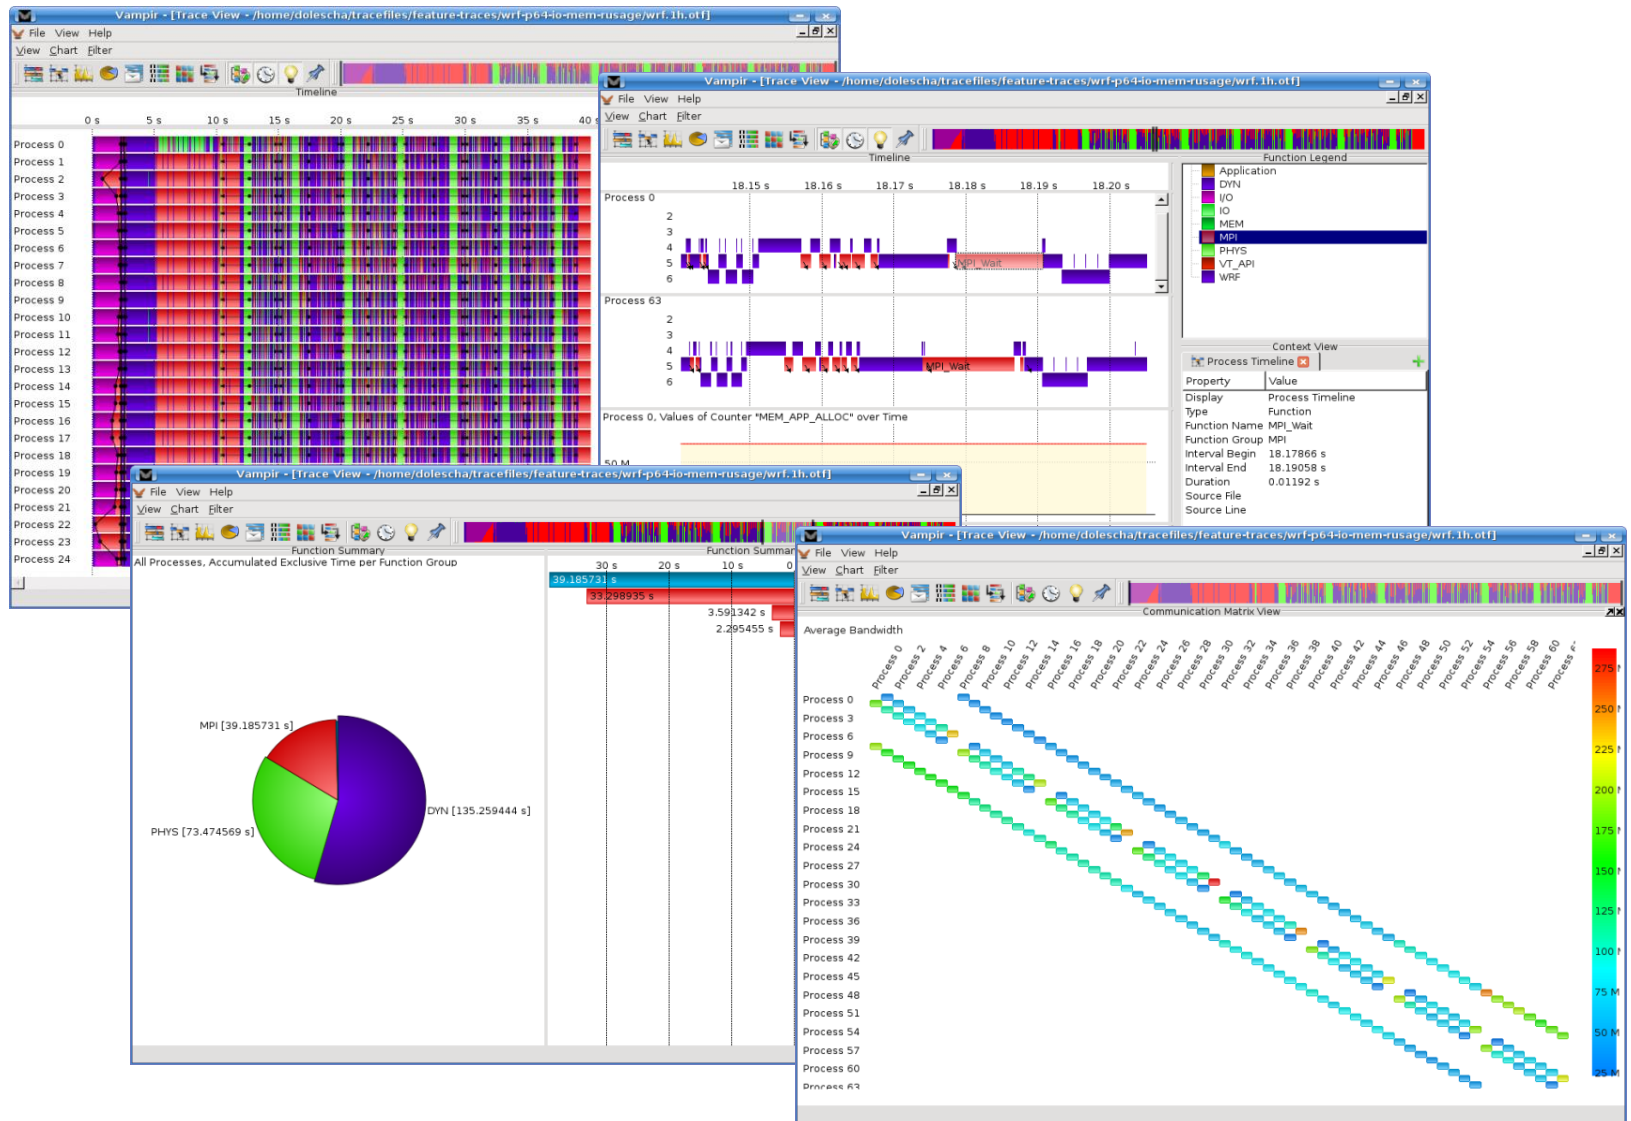 Vampir - [Trace View - /home/dolescha/tracefiles/feature-traces/wrf-p64-io-mem-rusage/wrf.1h.otf]
File View Help
View Chart Filter
Timeline
0 s 5 s 10 s 15 s 20 s 25 s 30 s 35 s 40 s
Process 0
Process 1
Process 2
Process 3
Process 4
Process 5
Process 6
Process 7
Process 8
Process 9
Process 10
Process 11
Process 12
Process 13
Process 14
Process 15
Process 16
Process 17
Process 18
Process 19
Process 20
Process 21
Process 22
Process 23
Process 24
Vampir - [Trace View - /home/dolescha/tracefiles/feature-traces/wrf-p64-io-mem-rusage/wrf.1h.otf]
File View Help
View Chart Filter
Timeline
18.15 s 18.16 s 18.17 s 18.18 s 18.19 s 18.20 s
Process 0
2
3
4
5
6
MPI_Wait
Process 63
2
3
4
5
6
MPI_Wait
Process 0, Values of Counter "MEM_APP_ALLOC" over Time
50 M
Function Legend
Application
DYN
I/O
IO
MEM
MPI
PHYS
VT_API
WRF
Context View
Process Timeline
Property Value
Display Process Timeline
Type Function
Function Name MPI_Wait
Function Group MPI
Interval Begin 18.17866 s
Interval End 18.19058 s
Duration 0.01192 s
Source File
Source Line
Vampir - [Trace View - /home/dolescha/tracefiles/feature-traces/wrf-p64-io-mem-rusage/wrf.1h.otf]
File View Help
View Chart Filter
Function Summary
All Processes, Accumulated Exclusive Time per Function Group
MPI [39.185731 s]
PHYS [73.474569 s]
DYN [135.259444 s]
Function Summar
30 s 20 s 10 s 0
39.185731 s
33.298935 s
3.591342 s
2.295455 s
Vampir - [Trace View - /home/dolescha/tracefiles/feature-traces/wrf-p64-io-mem-rusage/wrf.1h.otf]
File View Help
View Chart Filter
Communication Matrix View
Average Bandwidth
Process 0
Process 2
Process 4
Process 6
Process 8
Process 10
Process 12
Process 14
Process 16
Process 18
Process 20
Process 22
Process 24
Process 26
Process 28
Process 30
Process 32
Process 34
Process 36
Process 38
Process 40
Process 42
Process 44
Process 46
Process 48
Process 50
Process 52
Process 54
Process 56
Process 58
Process 60
Process
Process 0
Process 3
Process 6
Process 9
Process 12
Process 15
Process 18
Process 21
Process 24
Process 27
Process 30
Process 33
Process 36
Process 39
Process 42
Process 45
Process 48
Process 51
Process 54
Process 57
Process 60
Process 63
275
250
225
200
175
150
125
100
75 M
50 M
25 M